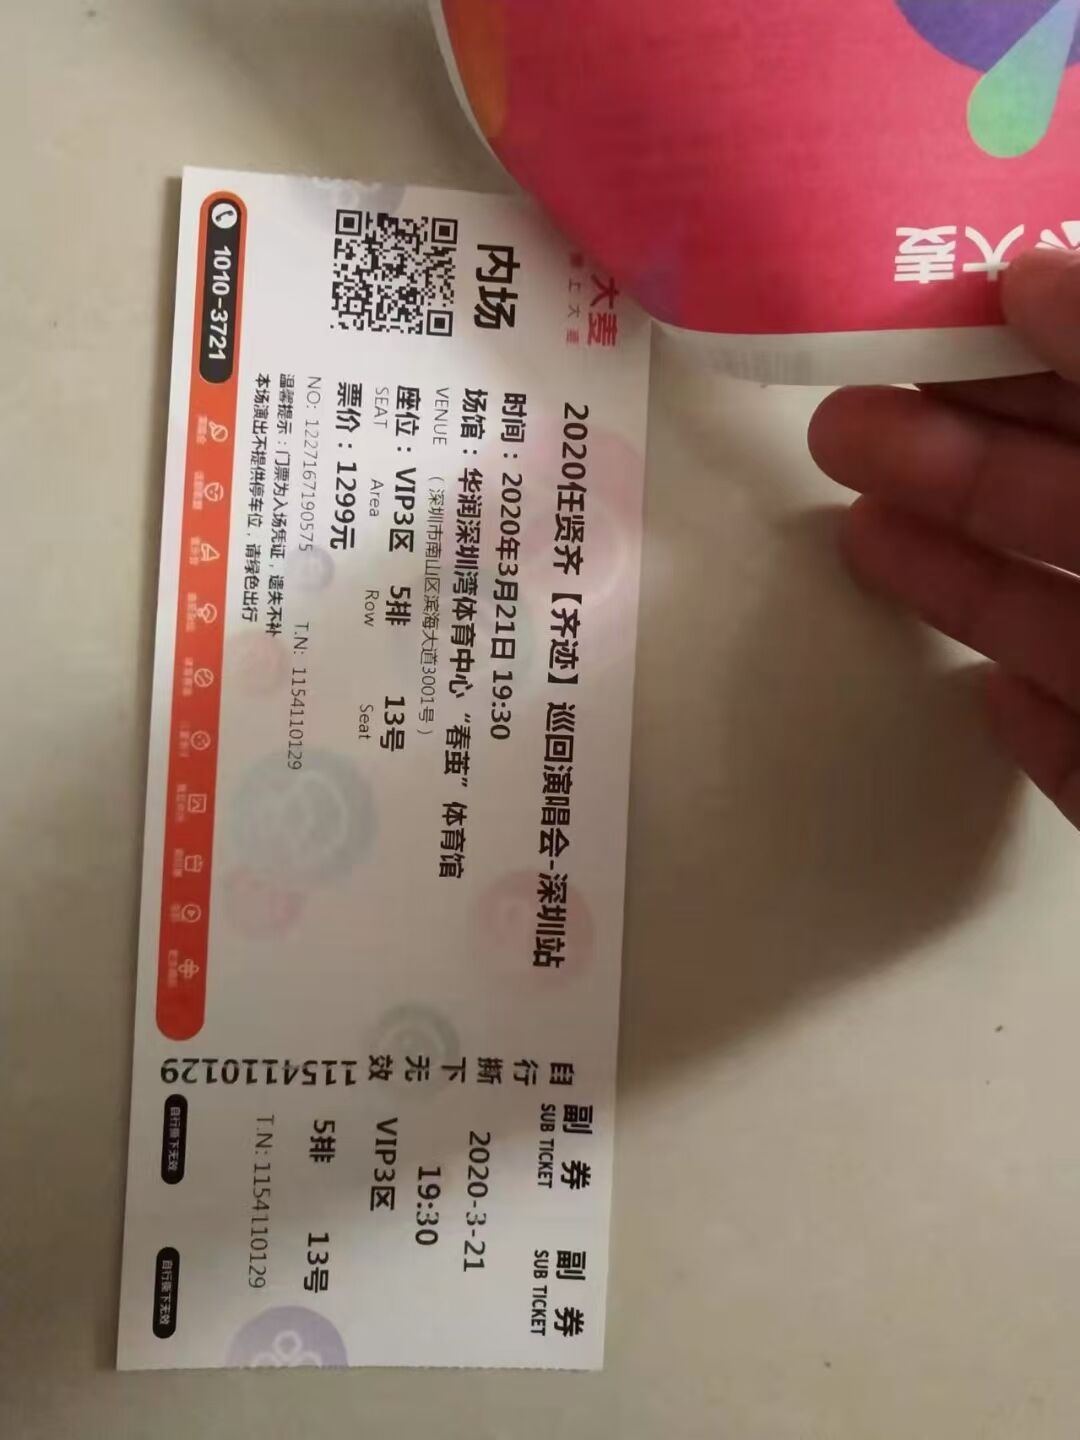 大麦
大麦
上大麦
内场
2020任贤齐【齐迹】巡回演唱会-深圳站
时间：2020年3月21日 19:30
场馆：华润深圳湾体育中心“春茧”体育馆
VENUE （深圳市南山区滨海大道3001号）
座位：VIP3区 5排 13号
SEAT Area Row Seat
票价：1299元
NO: 1227167190575 T.N: 1154110129
温馨提示：门票为入场凭证，遗失不补
本场演出不提供停车位，请绿色出行
1010-3721
自行撕下无效
1154110129
副券 副券
SUB TICKET SUB TICKET
2020-3-21
19:30
VIP3区
5排 13号
T.N: 1154110129
自行撕下无效
自行撕下无效